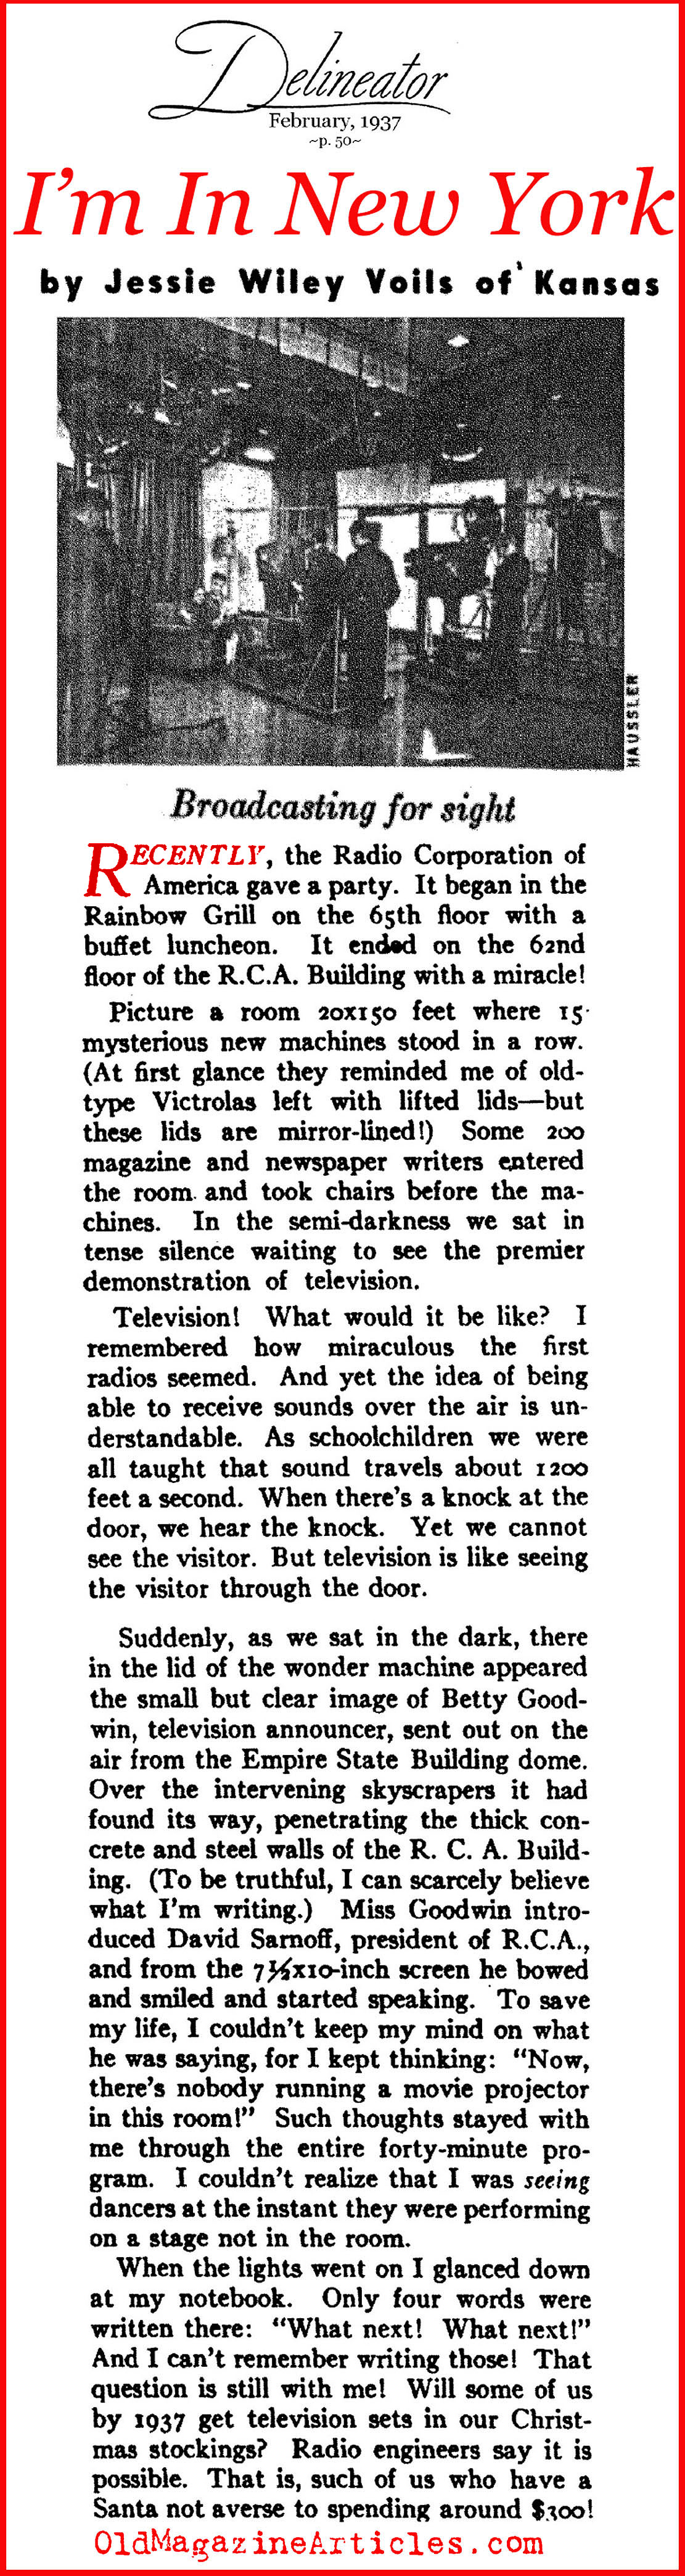 Delineator
February, 1937
~p. 50~
I'm In New York
by Jessie Wiley Voils of Kansas
HAUSSLER
Broadcasting for sight
RECENTLY, the Radio Corporation of
America gave a party. It began in the
Rainbow Grill on the 65th floor with a
buffet luncheon. It ended on the 62nd
floor of the R.C.A. Building with a miracle!
Picture a room 20x150 feet where 15
mysterious new machines stood in a row.
(At first glance they reminded me of old-
type Victrolas left with lifted lids—but
these lids are mirror-lined!) Some 200
magazine and newspaper writers entered
the room and took chairs before the ma-
chines. In the semi-darkness we sat in
tense silence waiting to see the premier
demonstration of television.
Television! What would it be like? I
remembered how miraculous the first
radios seemed. And yet the idea of being
able to receive sounds over the air is un-
derstandable. As schoolchildren we were
all taught that sound travels about 1200
feet a second. When there's a knock at the
door, we hear the knock. Yet we cannot
see the visitor. But television is like seeing
the visitor through the door.
Suddenly, as we sat in the dark, there
in the lid of the wonder machine appeared
the small but clear image of Betty Good-
win, television announcer, sent out on the
air from the Empire State Building dome.
Over the intervening skyscrapers it had
found its way, penetrating the thick con-
crete and steel walls of the R. C. A. Build-
ing. (To be truthful, I can scarcely believe
what I'm writing.) Miss Goodwin intro-
duced David Sarnoff, president of R.C.A.,
and from the 7½x10-inch screen he bowed
and smiled and started speaking. To save
my life, I couldn't keep my mind on what
he was saying, for I kept thinking: "Now,
there's nobody running a movie projector
in this room!" Such thoughts stayed with
me through the entire forty-minute pro-
gram. I couldn't realize that I was seeing
dancers at the instant they were performing
on a stage not in the room.
When the lights went on I glanced down
at my notebook. Only four words were
written there: "What next! What next!"
And I can't remember writing those! That
question is still with me! Will some of us
by 1937 get television sets in our Christ-
mas stockings? Radio engineers say it is
possible. That is, such of us who have a
Santa not averse to spending around $300!
OldMagazineArticles.com